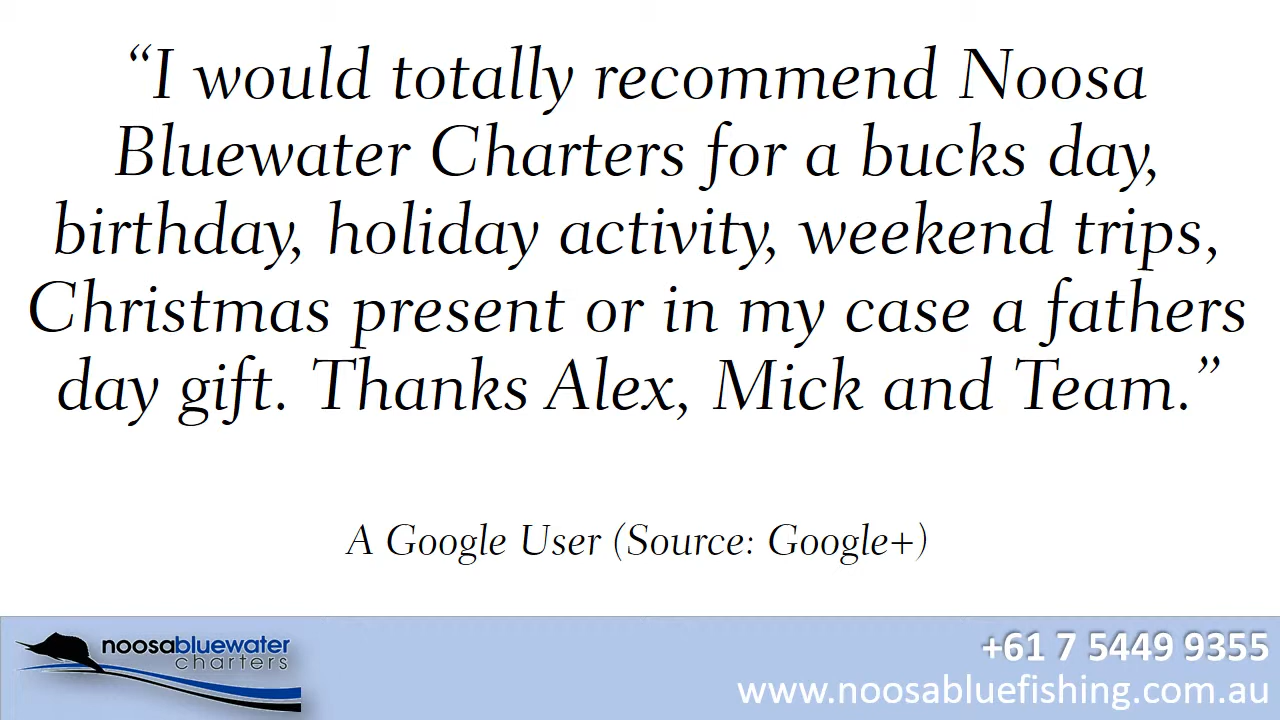 “I would totally recommend Noosa
Bluewater Charters for a bucks day,
birthday, holiday activity, weekend trips,
Christmas present or in my case a fathers
day gift. Thanks Alex, Mick and Team.”
A Google User (Source: Google+)
noosabluewater
charters
+61 7 5449 9355
www.noosabluefishing.com.au